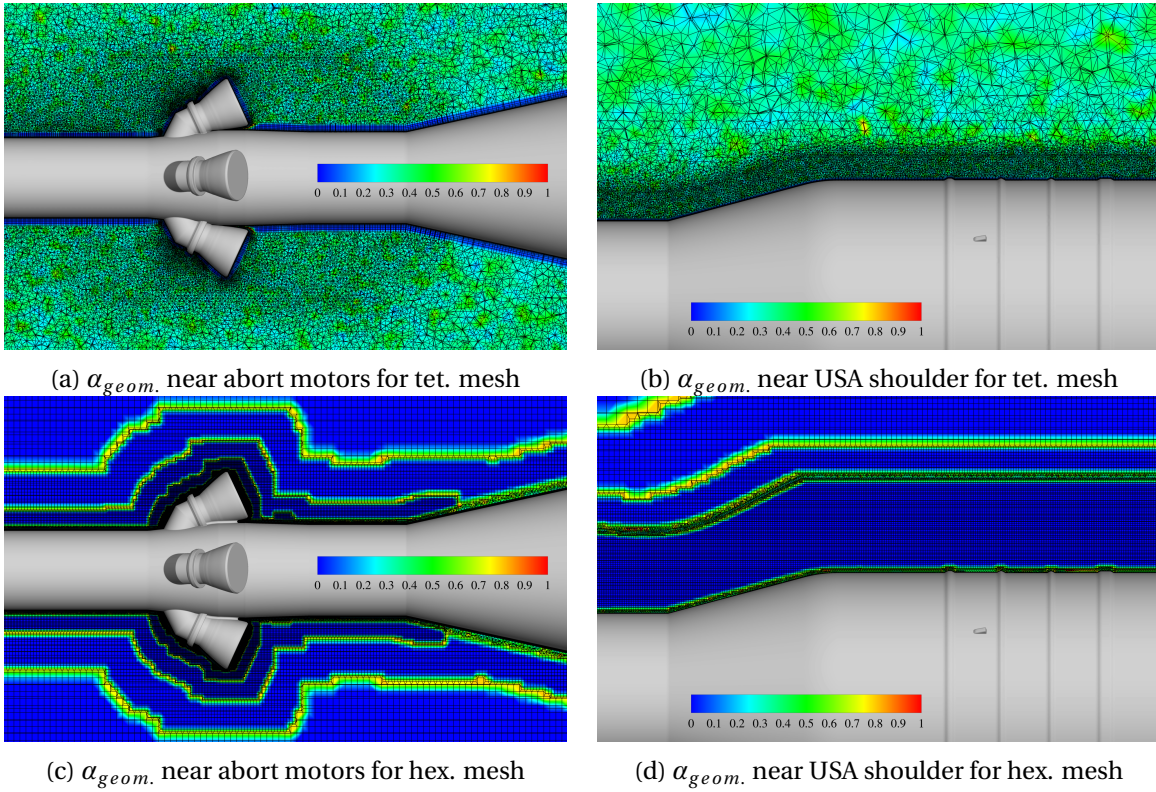 0 0.1 0.2 0.3 0.4 0.5 0.6 0.7 0.8 0.9 1
0 0.1 0.2 0.3 0.4 0.5 0.6 0.7 0.8 0.9 1
(a) α_geom. near abort motors for tet. mesh
(b) α_geom. near USA shoulder for tet. mesh
0 0.1 0.2 0.3 0.4 0.5 0.6 0.7 0.8 0.9 1
0 0.1 0.2 0.3 0.4 0.5 0.6 0.7 0.8 0.9 1
(c) α_geom. near abort motors for hex. mesh
(d) α_geom. near USA shoulder for hex. mesh